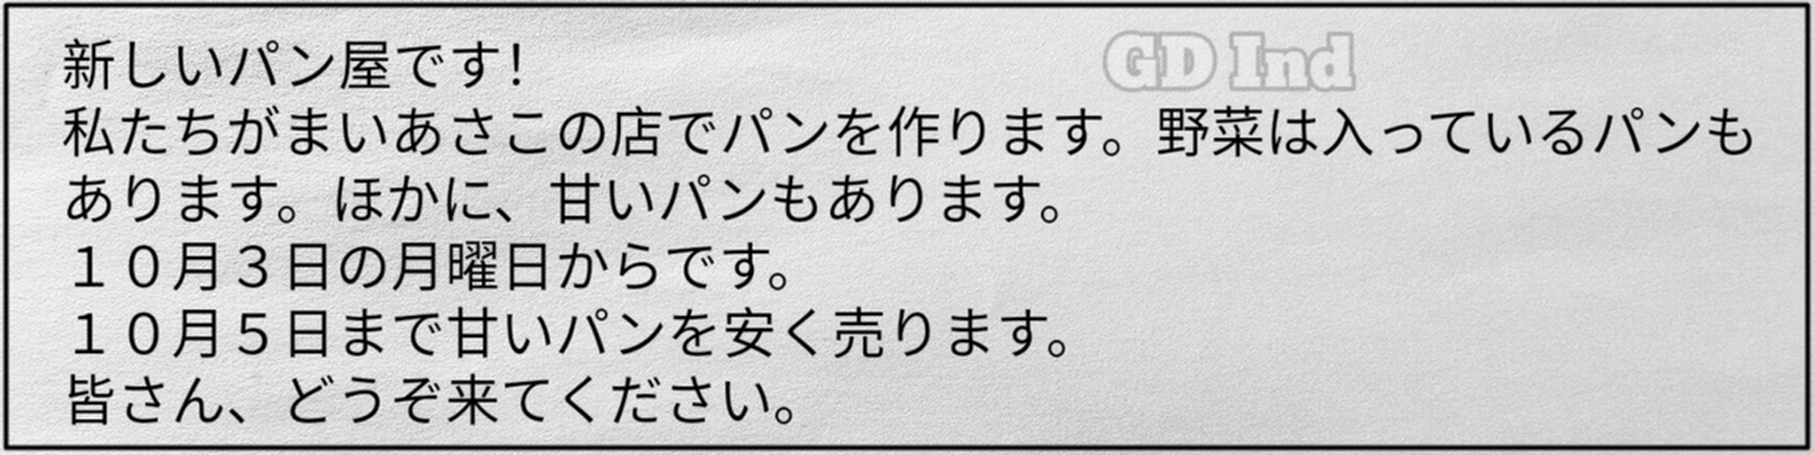 新しいパン屋です！
GD Ind
私たちがまいあさこの店でパンを作ります。野菜は入っているパンも
あります。ほかに、甘いパンもあります。
１０月３日の月曜日からです。
１０月５日まで甘いパンを安く売ります。
皆さん、どうぞ来てください。